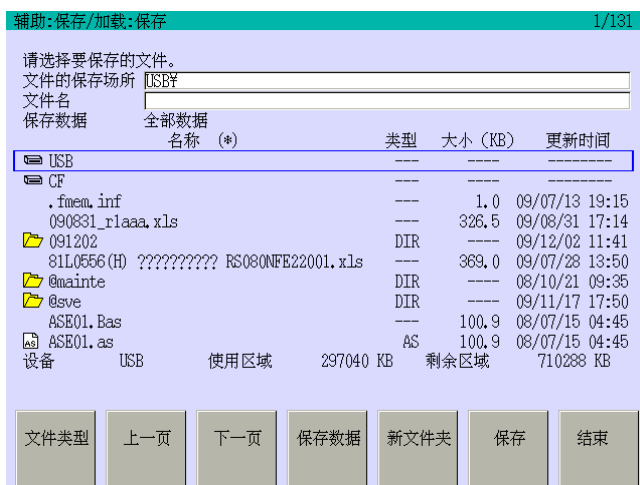 辅助:保存/加载:保存 1/131
请选择要保存的文件。
文件的保存场所 USB¥
文件名
保存数据 全部数据
名称 (*) 类型 大小 (KB) 更新时间
USB --- ---- --------
CF --- ---- --------
.fmem.inf --- 1.0 09/07/13 19:15
090831_rlaaa.xls --- 326.5 09/08/31 17:14
091202 DIR ---- 09/12/02 11:41
81L0556(H) ?????????? RS080NFE22001.xls --- 369.0 09/07/28 13:50
@mainte DIR ---- 08/10/21 09:35
@sve DIR ---- 09/11/17 17:50
ASE01.Bas --- 100.9 08/07/15 04:45
AS ASE01.as AS 100.9 08/07/15 04:45
设备 USB 使用区域 297040 KB 剩余区域 710288 KB
文件类型 上一页 下一页 保存数据 新文件夹 保存 结束